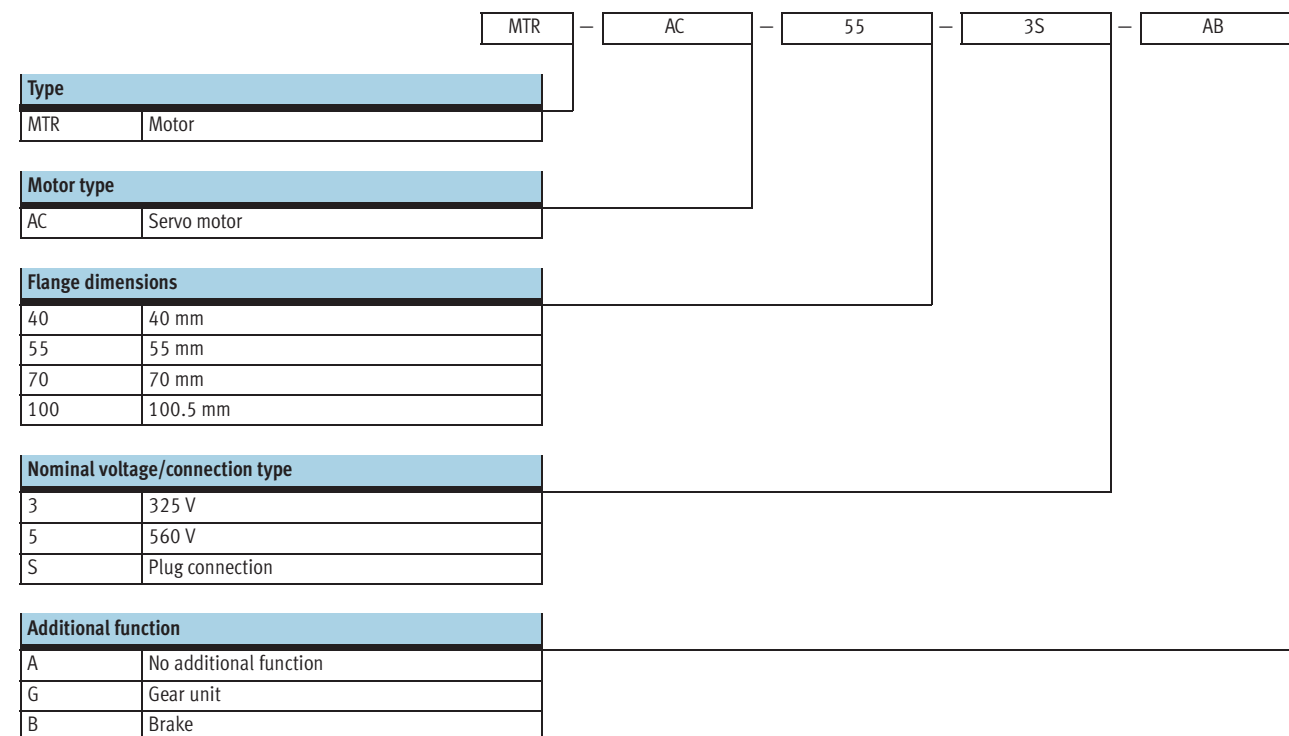 MTR – AC – 55 – 3S – AB
Type
MTR Motor
Motor type
AC Servo motor
Flange dimensions
40 40 mm
55 55 mm
70 70 mm
100 100.5 mm
Nominal voltage/connection type
3 325 V
5 560 V
S Plug connection
Additional function
A No additional function
G Gear unit
B Brake